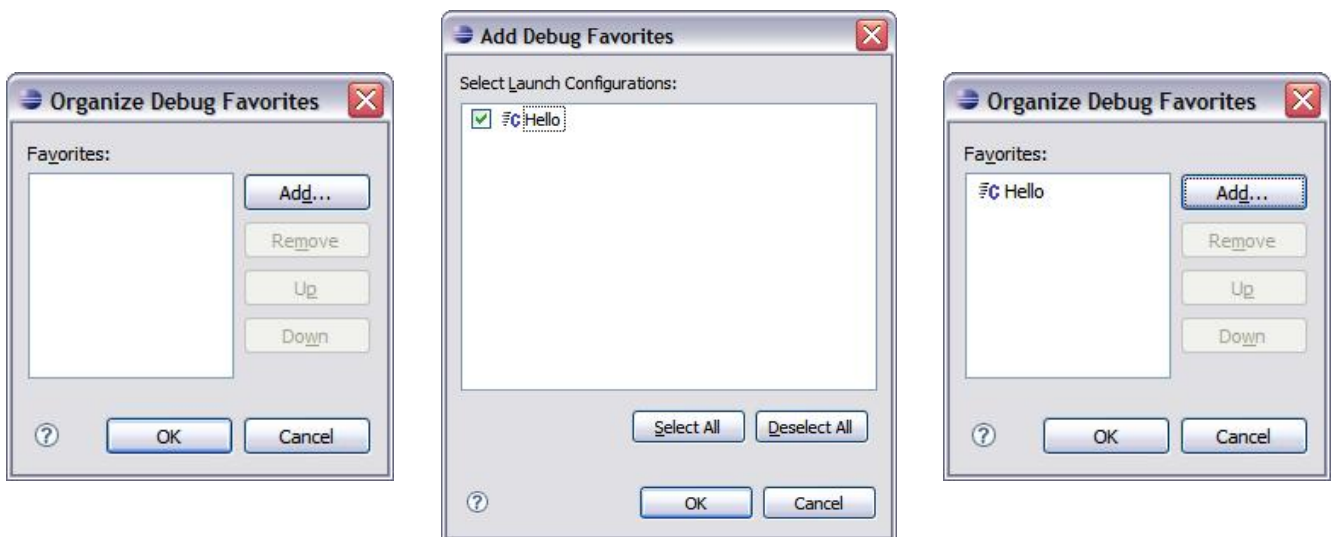 Organize Debug Favorites
Favorites:
Add...
Remove
Up
Down
OK
Cancel
Add Debug Favorites
Select Launch Configurations:
Hello
Select All
Deselect All
OK
Cancel
Organize Debug Favorites
Favorites:
Hello
Add...
Remove
Up
Down
OK
Cancel